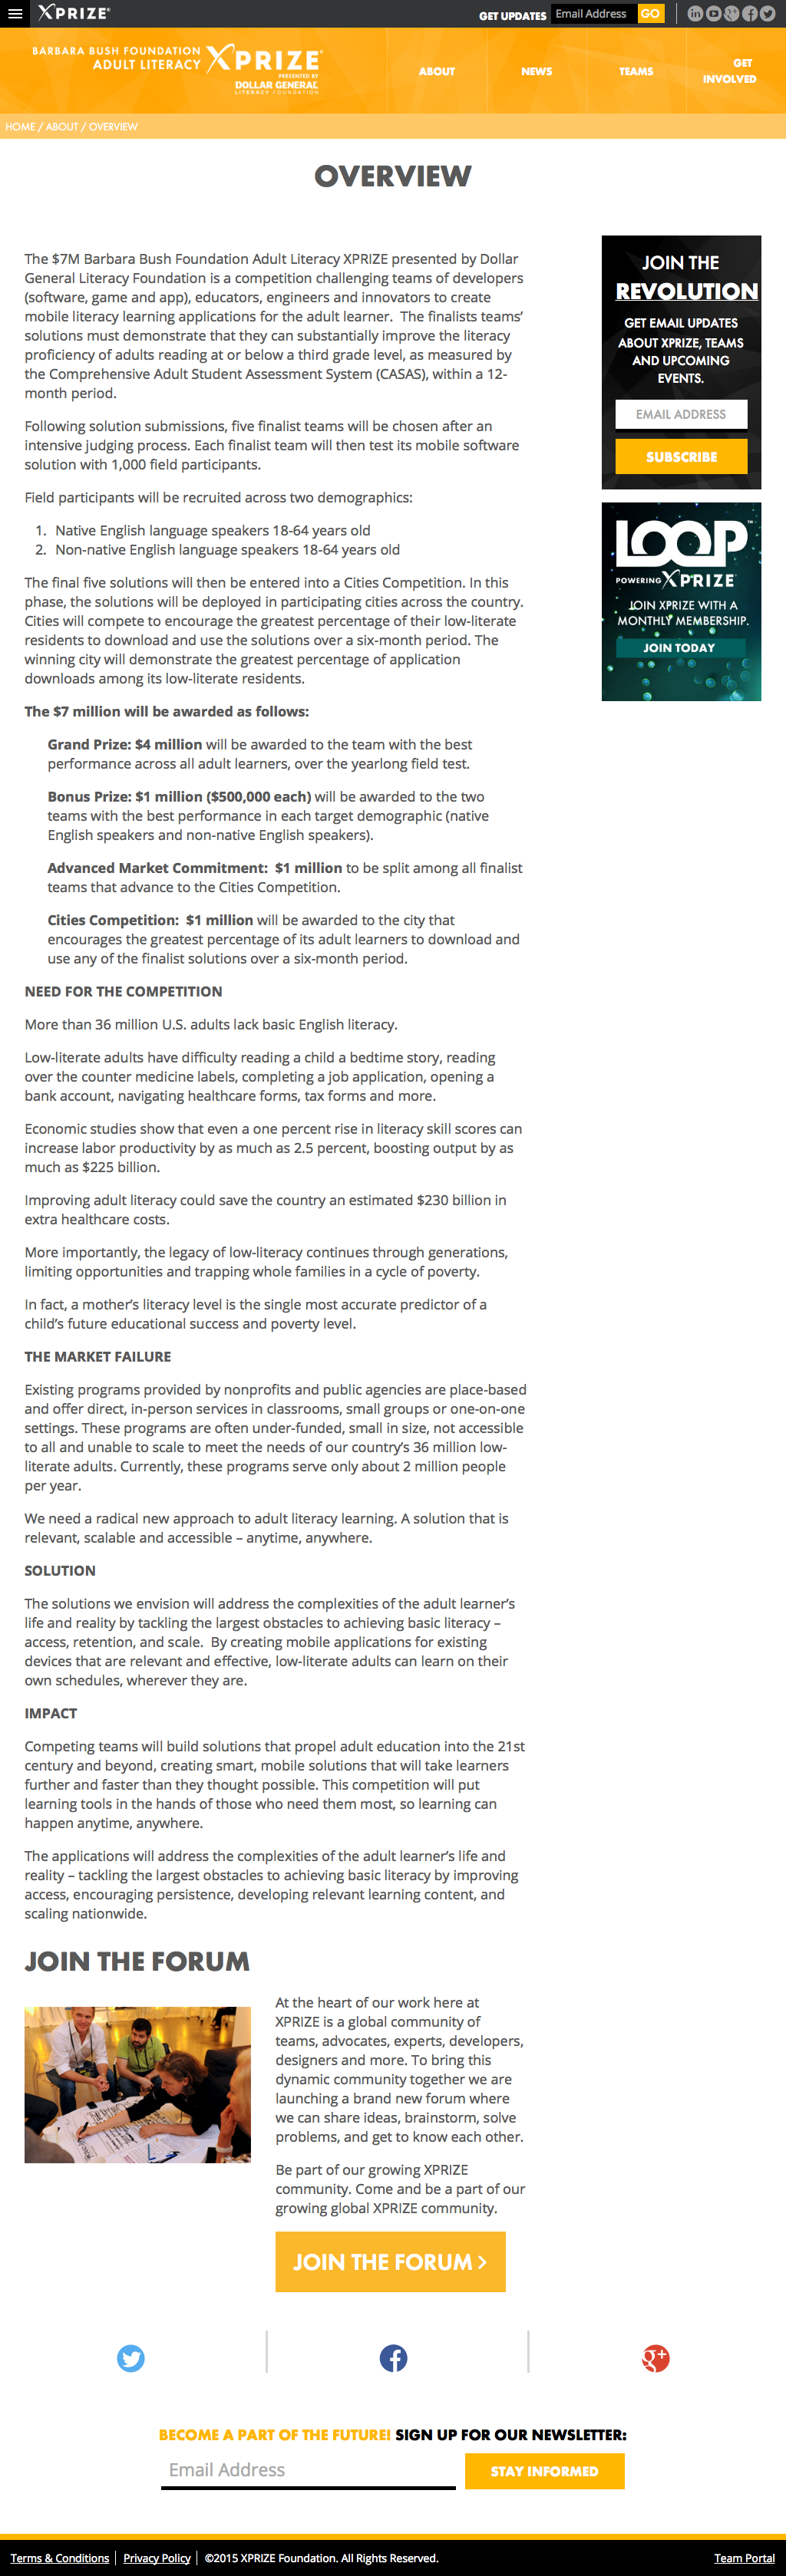 XPRIZE
GET UPDATES Email Address GO
BARBARA BUSH FOUNDATION
ADULT LITERACY XPRIZE
PRESENTED BY
DOLLAR GENERAL
LITERACY FOUNDATION
ABOUT
NEWS
TEAMS
GET
INVOLVED
HOME / ABOUT / OVERVIEW
OVERVIEW
The $7M Barbara Bush Foundation Adult Literacy XPRIZE presented by Dollar
General Literacy Foundation is a competition challenging teams of developers
(software, game and app), educators, engineers and innovators to create
mobile literacy learning applications for the adult learner.  The finalists teams’
solutions must demonstrate that they can substantially improve the literacy
proficiency of adults reading at or below a third grade level, as measured by
the Comprehensive Adult Student Assessment System (CASAS), within a 12-
month period.
Following solution submissions, five finalist teams will be chosen after an
intensive judging process. Each finalist team will then test its mobile software
solution with 1,000 field participants.
Field participants will be recruited across two demographics:
1. Native English language speakers 18-64 years old
2. Non-native English language speakers 18-64 years old
The final five solutions will then be entered into a Cities Competition. In this
phase, the solutions will be deployed in participating cities across the country.
Cities will compete to encourage the greatest percentage of their low-literate
residents to download and use the solutions over a six-month period. The
winning city will demonstrate the greatest percentage of application
downloads among its low-literate residents.
The $7 million will be awarded as follows:
Grand Prize: $4 million will be awarded to the team with the best
performance across all adult learners, over the yearlong field test.
Bonus Prize: $1 million ($500,000 each) will be awarded to the two
teams with the best performance in each target demographic (native
English speakers and non-native English speakers).
Advanced Market Commitment:  $1 million to be split among all finalist
teams that advance to the Cities Competition.
Cities Competition:  $1 million will be awarded to the city that
encourages the greatest percentage of its adult learners to download and
use any of the finalist solutions over a six-month period.
NEED FOR THE COMPETITION
More than 36 million U.S. adults lack basic English literacy.
Low-literate adults have difficulty reading a child a bedtime story, reading
over the counter medicine labels, completing a job application, opening a
bank account, navigating healthcare forms, tax forms and more.
Economic studies show that even a one percent rise in literacy skill scores can
increase labor productivity by as much as 2.5 percent, boosting output by as
much as $225 billion.
Improving adult literacy could save the country an estimated $230 billion in
extra healthcare costs.
More importantly, the legacy of low-literacy continues through generations,
limiting opportunities and trapping whole families in a cycle of poverty.
In fact, a mother’s literacy level is the single most accurate predictor of a
child’s future educational success and poverty level.
THE MARKET FAILURE
Existing programs provided by nonprofits and public agencies are place-based
and offer direct, in-person services in classrooms, small groups or one-on-one
settings. These programs are often under-funded, small in size, not accessible
to all and unable to scale to meet the needs of our country’s 36 million low-
literate adults. Currently, these programs serve only about 2 million people
per year.
We need a radical new approach to adult literacy learning. A solution that is
relevant, scalable and accessible – anytime, anywhere.
SOLUTION
The solutions we envision will address the complexities of the adult learner’s
life and reality by tackling the largest obstacles to achieving basic literacy –
access, retention, and scale.  By creating mobile applications for existing
devices that are relevant and effective, low-literate adults can learn on their
own schedules, wherever they are.
IMPACT
Competing teams will build solutions that propel adult education into the 21st
century and beyond, creating smart, mobile solutions that will take learners
further and faster than they thought possible. This competition will put
learning tools in the hands of those who need them most, so learning can
happen anytime, anywhere.
The applications will address the complexities of the adult learner’s life and
reality – tackling the largest obstacles to achieving basic literacy by improving
access, encouraging persistence, developing relevant learning content, and
scaling nationwide.
JOIN THE
REVOLUTION
GET EMAIL UPDATES
ABOUT XPRIZE, TEAMS
AND UPCOMING
EVENTS.
EMAIL ADDRESS
SUBSCRIBE
LOOP™
POWERING XPRIZE
JOIN XPRIZE WITH A
MONTHLY MEMBERSHIP.
JOIN TODAY
JOIN THE FORUM
At the heart of our work here at
XPRIZE is a global community of
teams, advocates, experts, developers,
designers and more. To bring this
dynamic community together we are
launching a brand new forum where
we can share ideas, brainstorm, solve
problems, and get to know each other.
Be part of our growing XPRIZE
community. Come and be a part of our
growing global XPRIZE community.
JOIN THE FORUM >
BECOME A PART OF THE FUTURE! SIGN UP FOR OUR NEWSLETTER:
Email Address
STAY INFORMED
Terms & Conditions | Privacy Policy | ©2015 XPRIZE Foundation. All Rights Reserved.
Team Portal